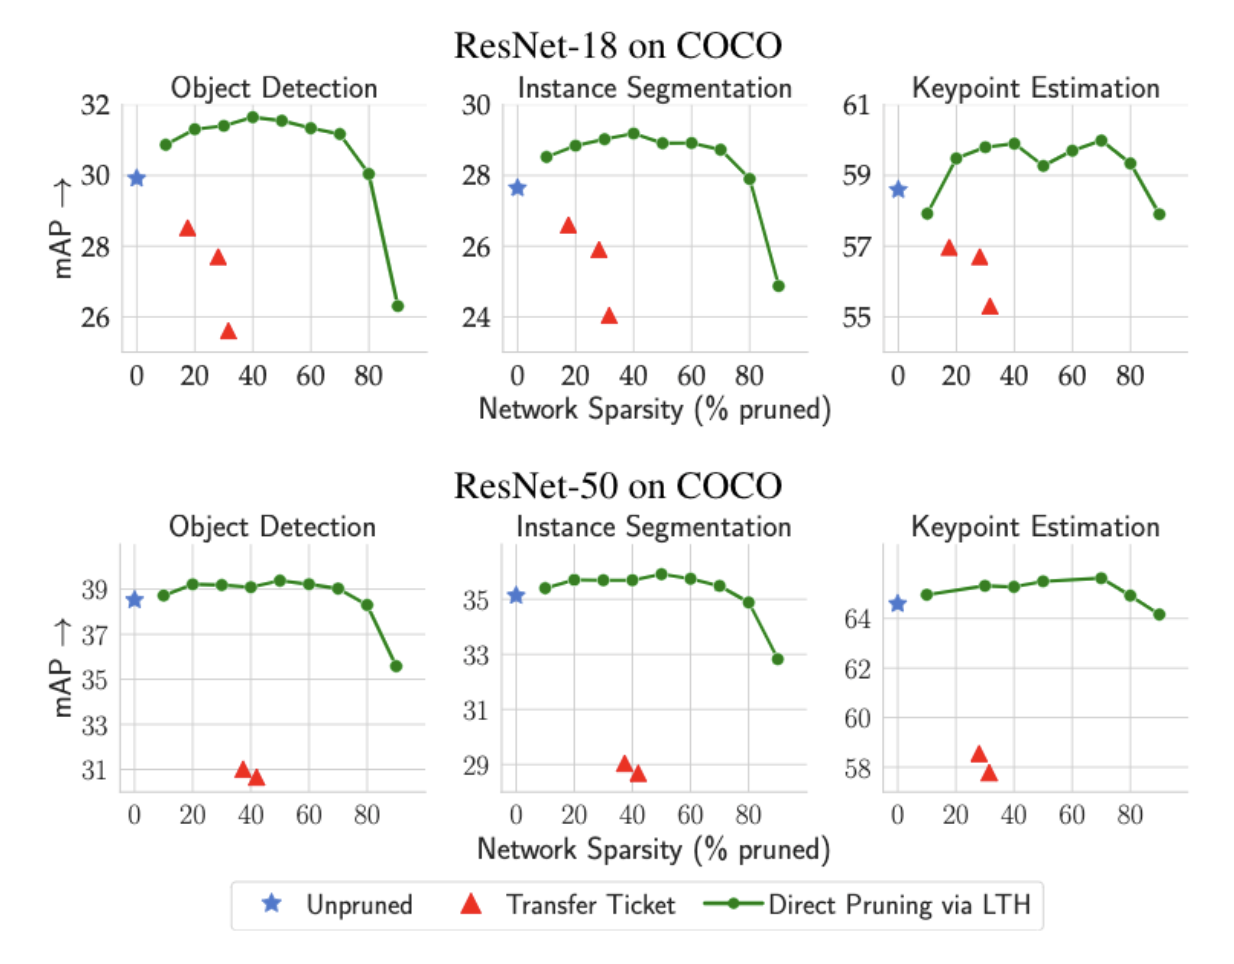 ResNet-18 on COCO
Object Detection Instance Segmentation Keypoint Estimation
32 30 61
30 28 59
28 26 57
26 24 55
mAP →
0 20 40 60 80 0 20 40 60 80 0 20 40 60 80
Network Sparsity (% pruned)
ResNet-50 on COCO
Object Detection Instance Segmentation Keypoint Estimation
39 35 64
37 33 62
35 31 60
33 29 58
31
mAP →
0 20 40 60 80 0 20 40 60 80 0 20 40 60 80
Network Sparsity (% pruned)
Unpruned Transfer Ticket Direct Pruning via LTH